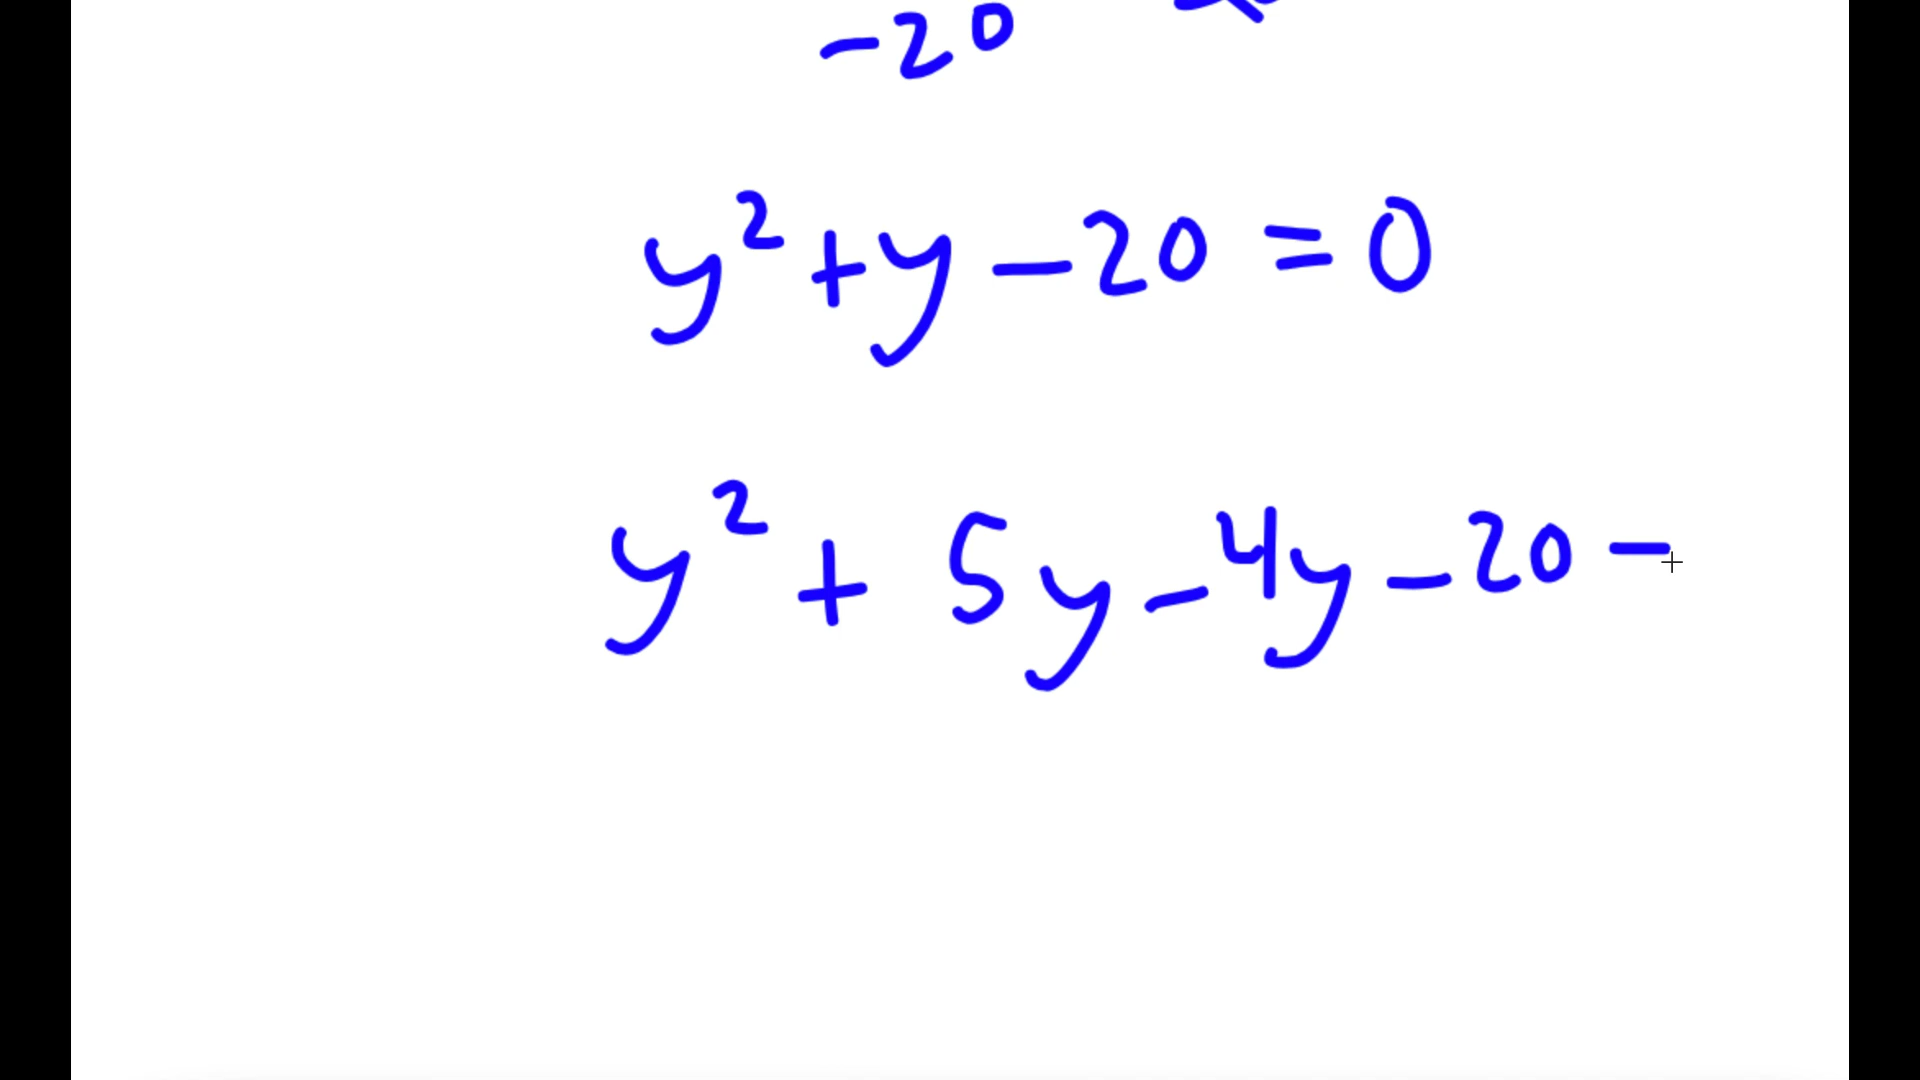 -20
y² + y - 20 = 0
y² + 5y - 4y - 20 -